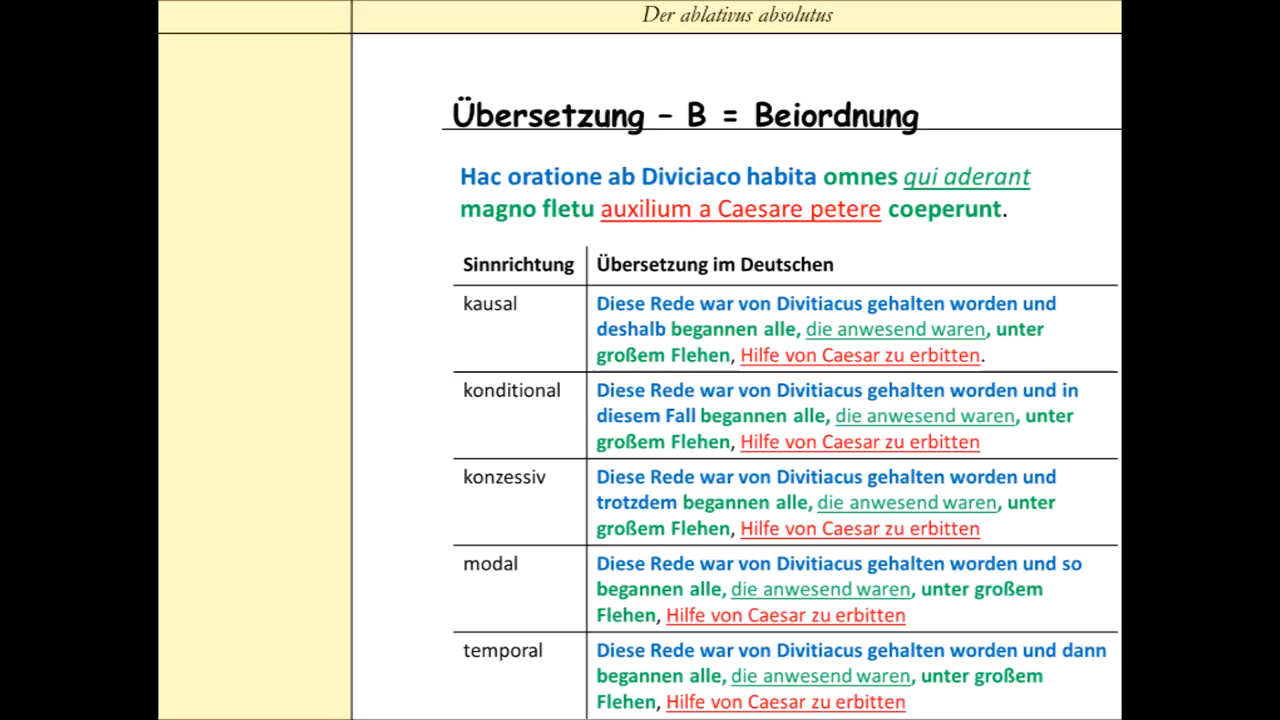 Der ablativus absolutus
Übersetzung – B = Beiordnung
Hac oratione ab Diviciaco habita omnes qui aderant
magno fletu auxilium a Caesare petere coeperunt.
Sinnrichtung Übersetzung im Deutschen
kausal Diese Rede war von Divitiacus gehalten worden und
deshalb begannen alle, die anwesend waren, unter
großem Flehen, Hilfe von Caesar zu erbitten.
konditional Diese Rede war von Divitiacus gehalten worden und in
diesem Fall begannen alle, die anwesend waren, unter
großem Flehen, Hilfe von Caesar zu erbitten
konzessiv Diese Rede war von Divitiacus gehalten worden und
trotzdem begannen alle, die anwesend waren, unter
großem Flehen, Hilfe von Caesar zu erbitten
modal Diese Rede war von Divitiacus gehalten worden und so
begannen alle, die anwesend waren, unter großem
Flehen, Hilfe von Caesar zu erbitten
temporal Diese Rede war von Divitiacus gehalten worden und dann
begannen alle, die anwesend waren, unter großem
Flehen, Hilfe von Caesar zu erbitten